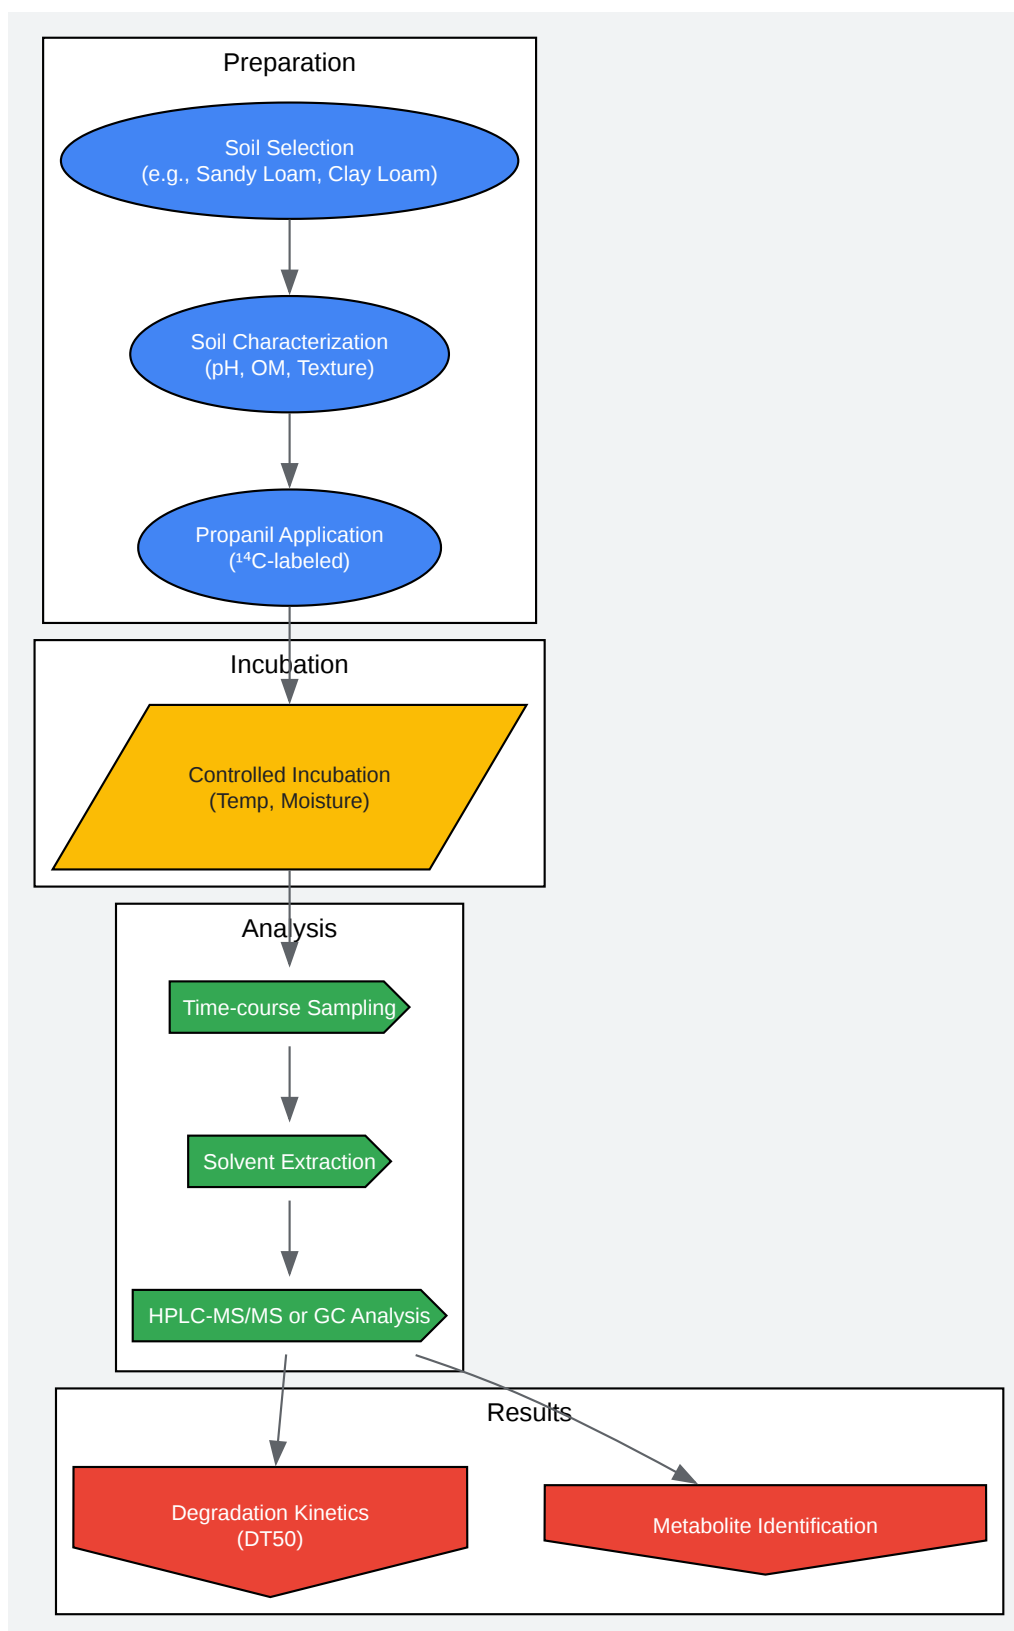 Preparation
Soil Selection
(e.g., Sandy Loam, Clay Loam)
Soil Characterization
(pH, OM, Texture)
Propanil Application
(¹⁴C-labeled)
Incubation
Controlled Incubation
(Temp, Moisture)
Analysis
Time-course Sampling
Solvent Extraction
HPLC-MS/MS or GC Analysis
Results
Degradation Kinetics
(DT50)
Metabolite Identification